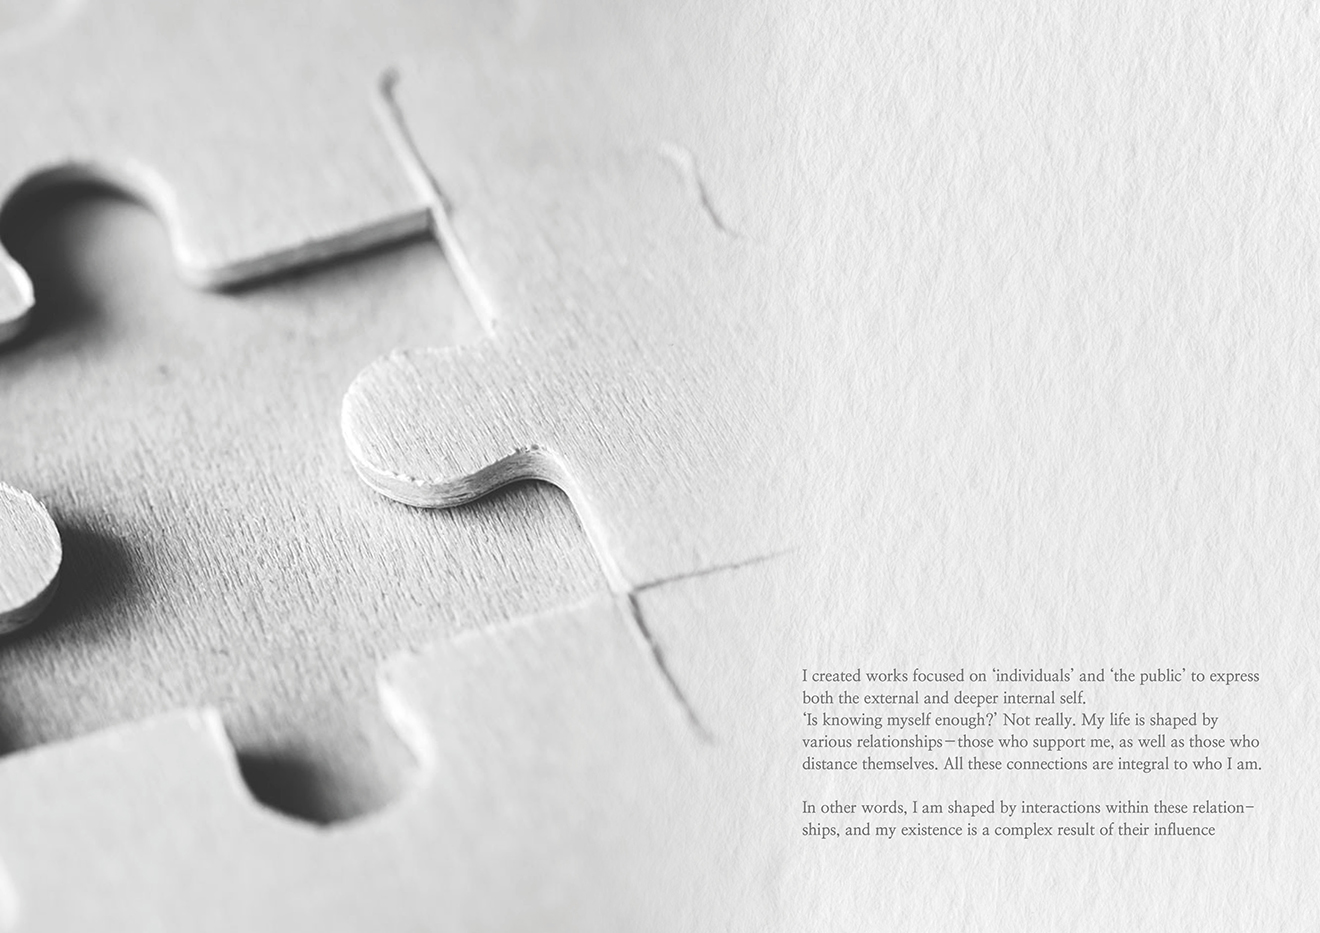 I created works focused on ‘individuals’ and ‘the public’ to express
both the external and deeper internal self.
‘Is knowing myself enough?’ Not really. My life is shaped by
various relationships—those who support me, as well as those who
distance themselves. All these connections are integral to who I am.
In other words, I am shaped by interactions within these relation-
ships, and my existence is a complex result of their influence